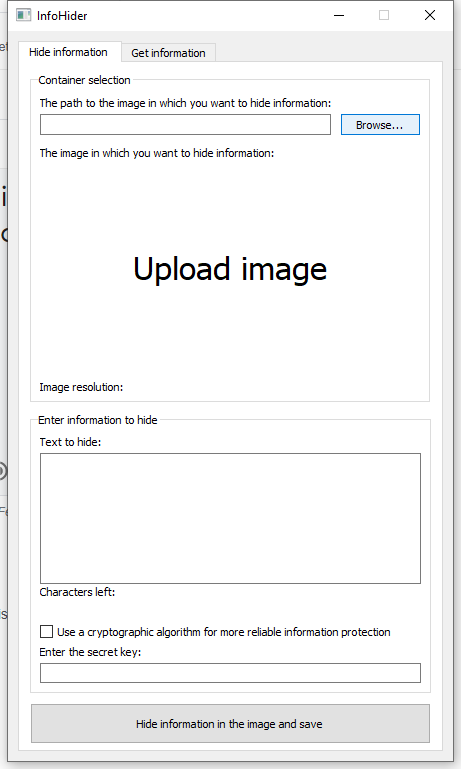 InfoHider
Hide information
Get information
Container selection
The path to the image in which you want to hide information:
Browse...
The image in which you want to hide information:
Upload image
Image resolution:
Enter information to hide
Text to hide:
Characters left:
Use a cryptographic algorithm for more reliable information protection
Enter the secret key:
Hide information in the image and save